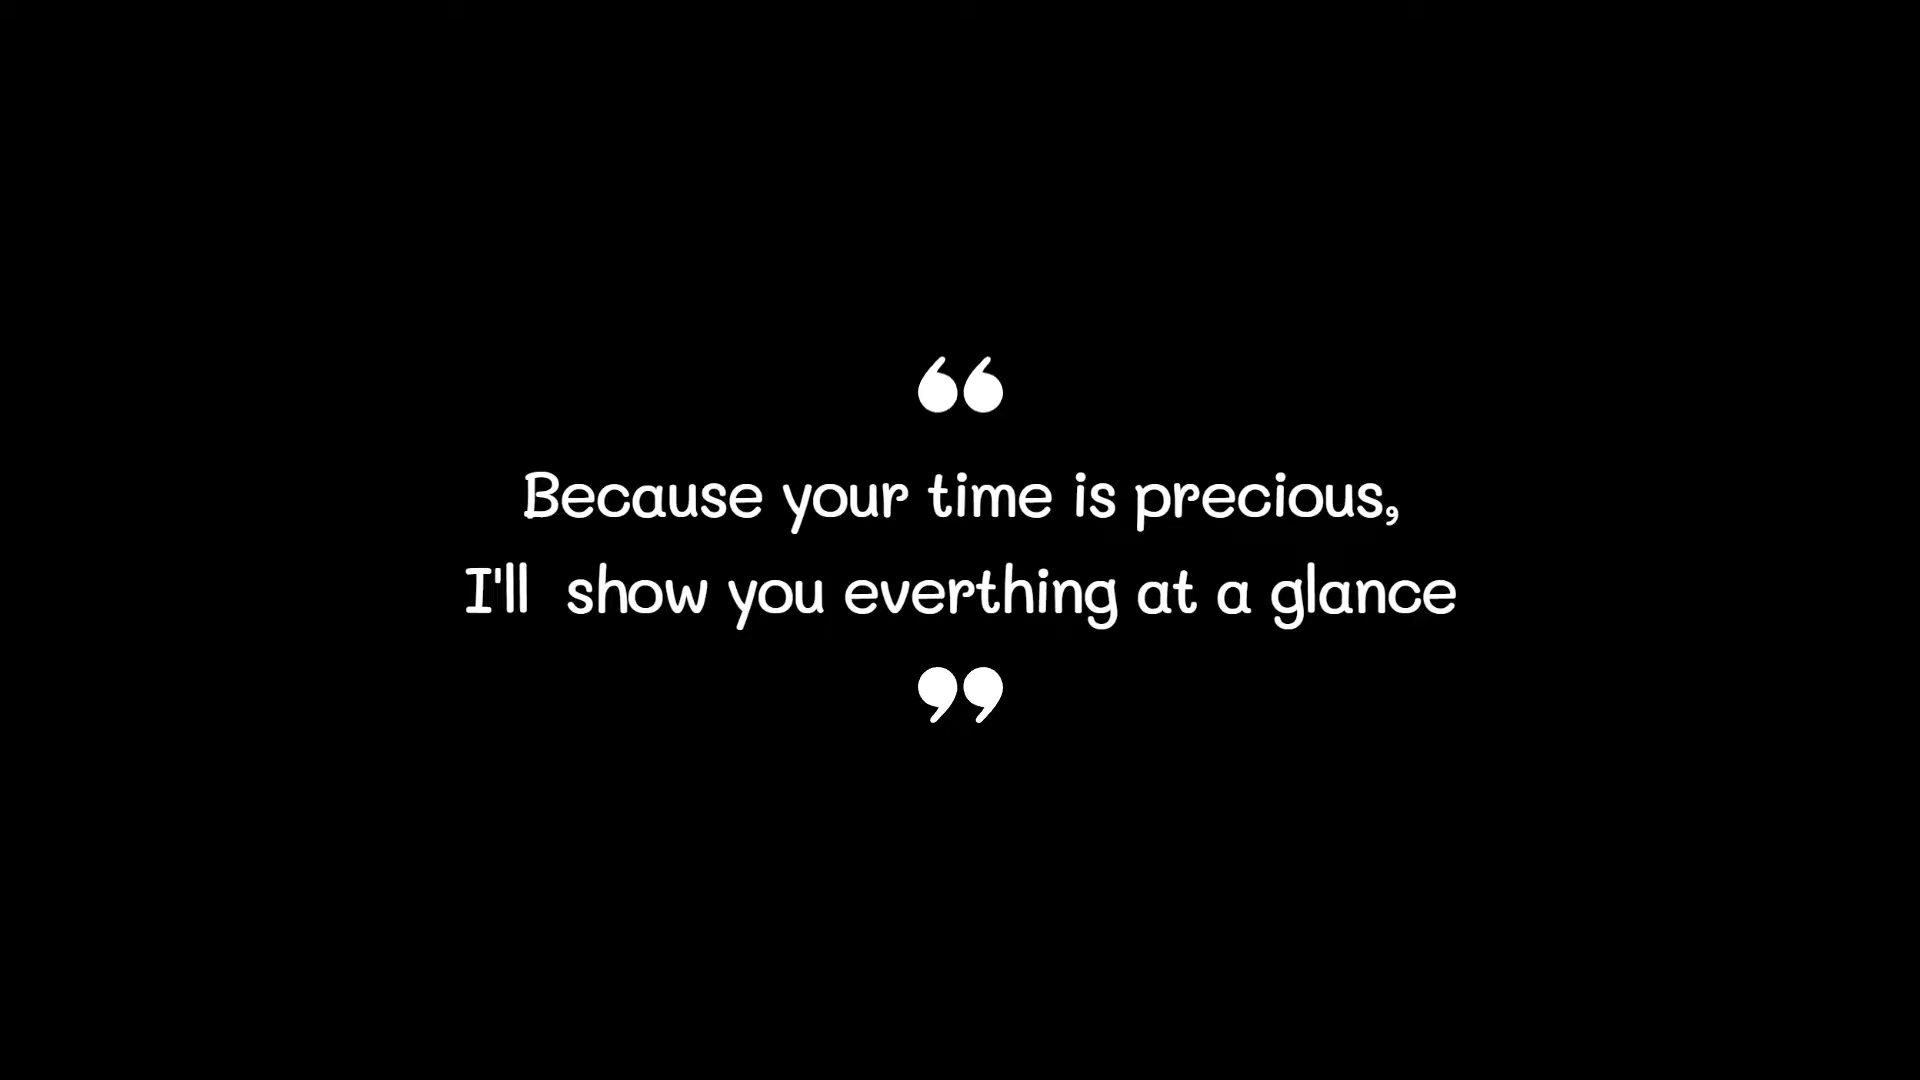 “
Because your time is precious,
I'll  show you everthing at a glance
”